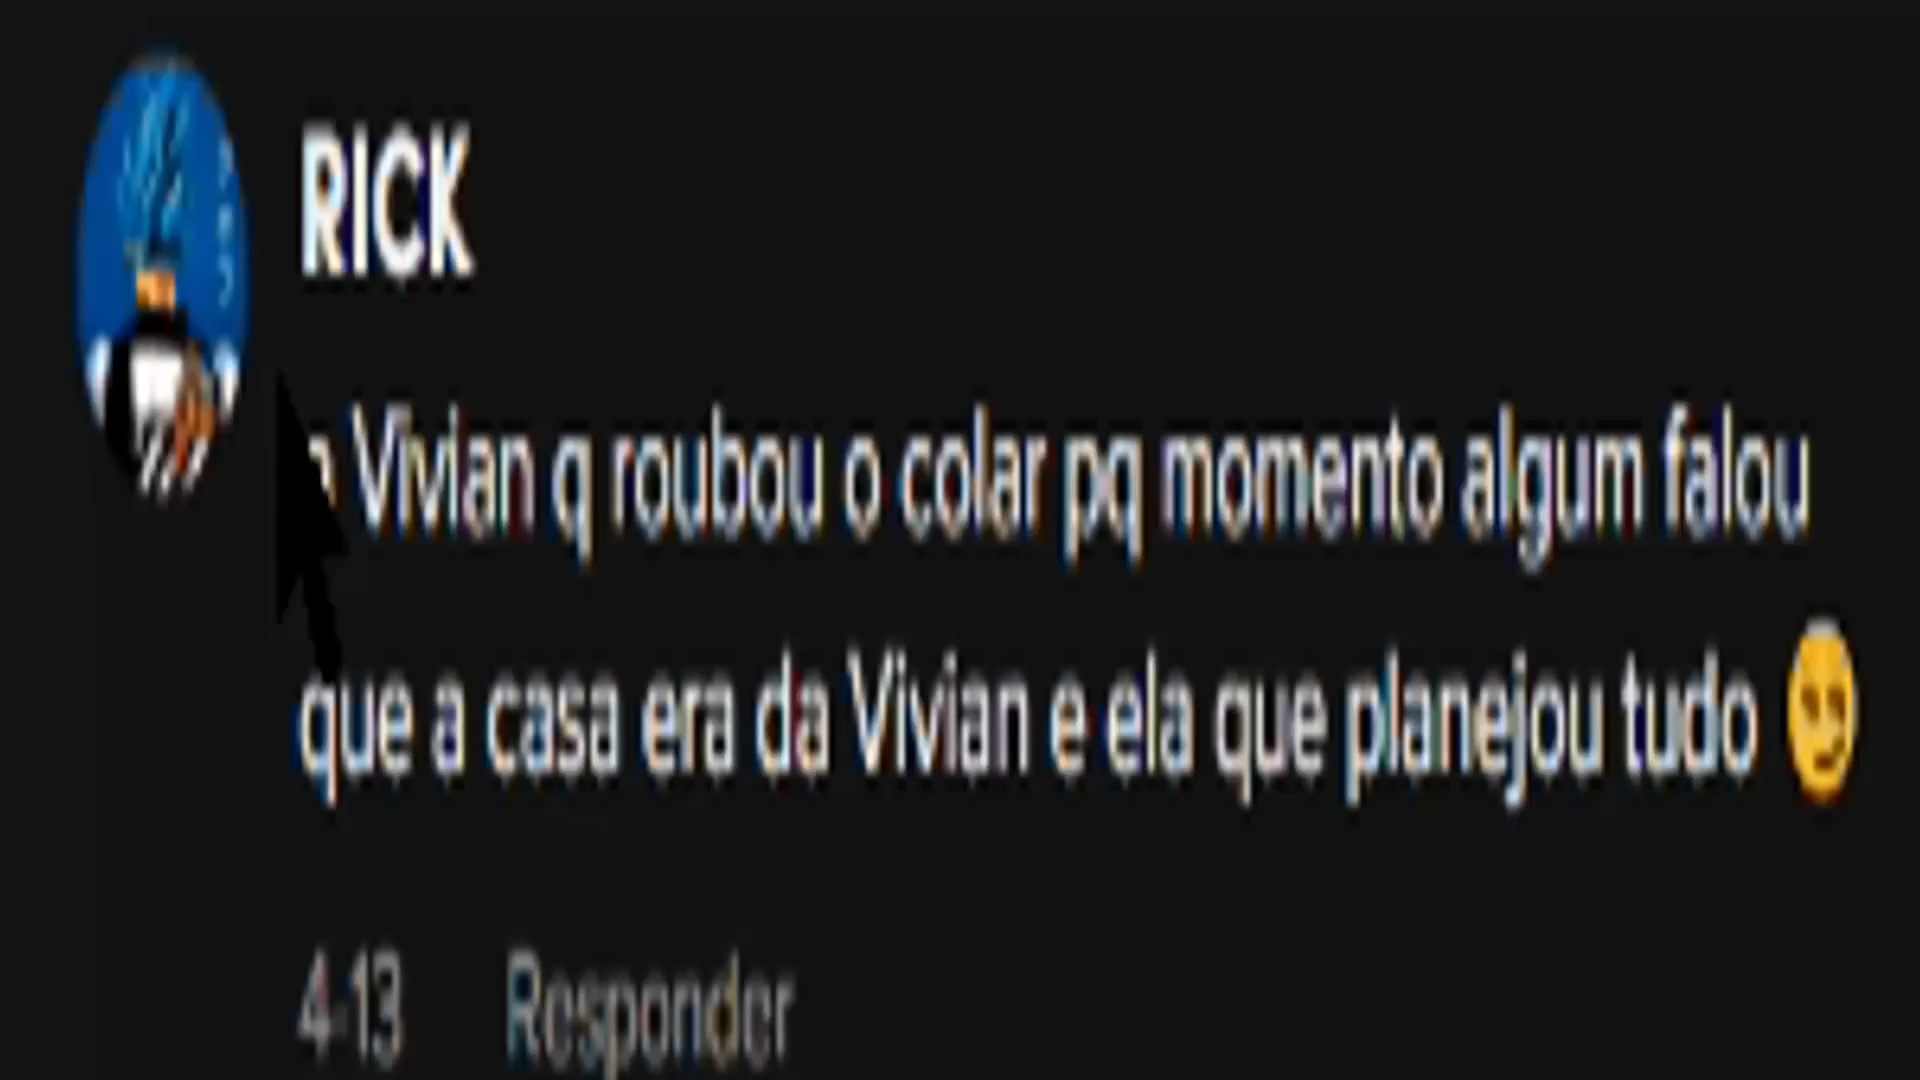 RICK
Vivian q roubou o colar pq momento algum falou
que a casa era da Vivian e ela que planejou tudo 😏
4-13 Responder